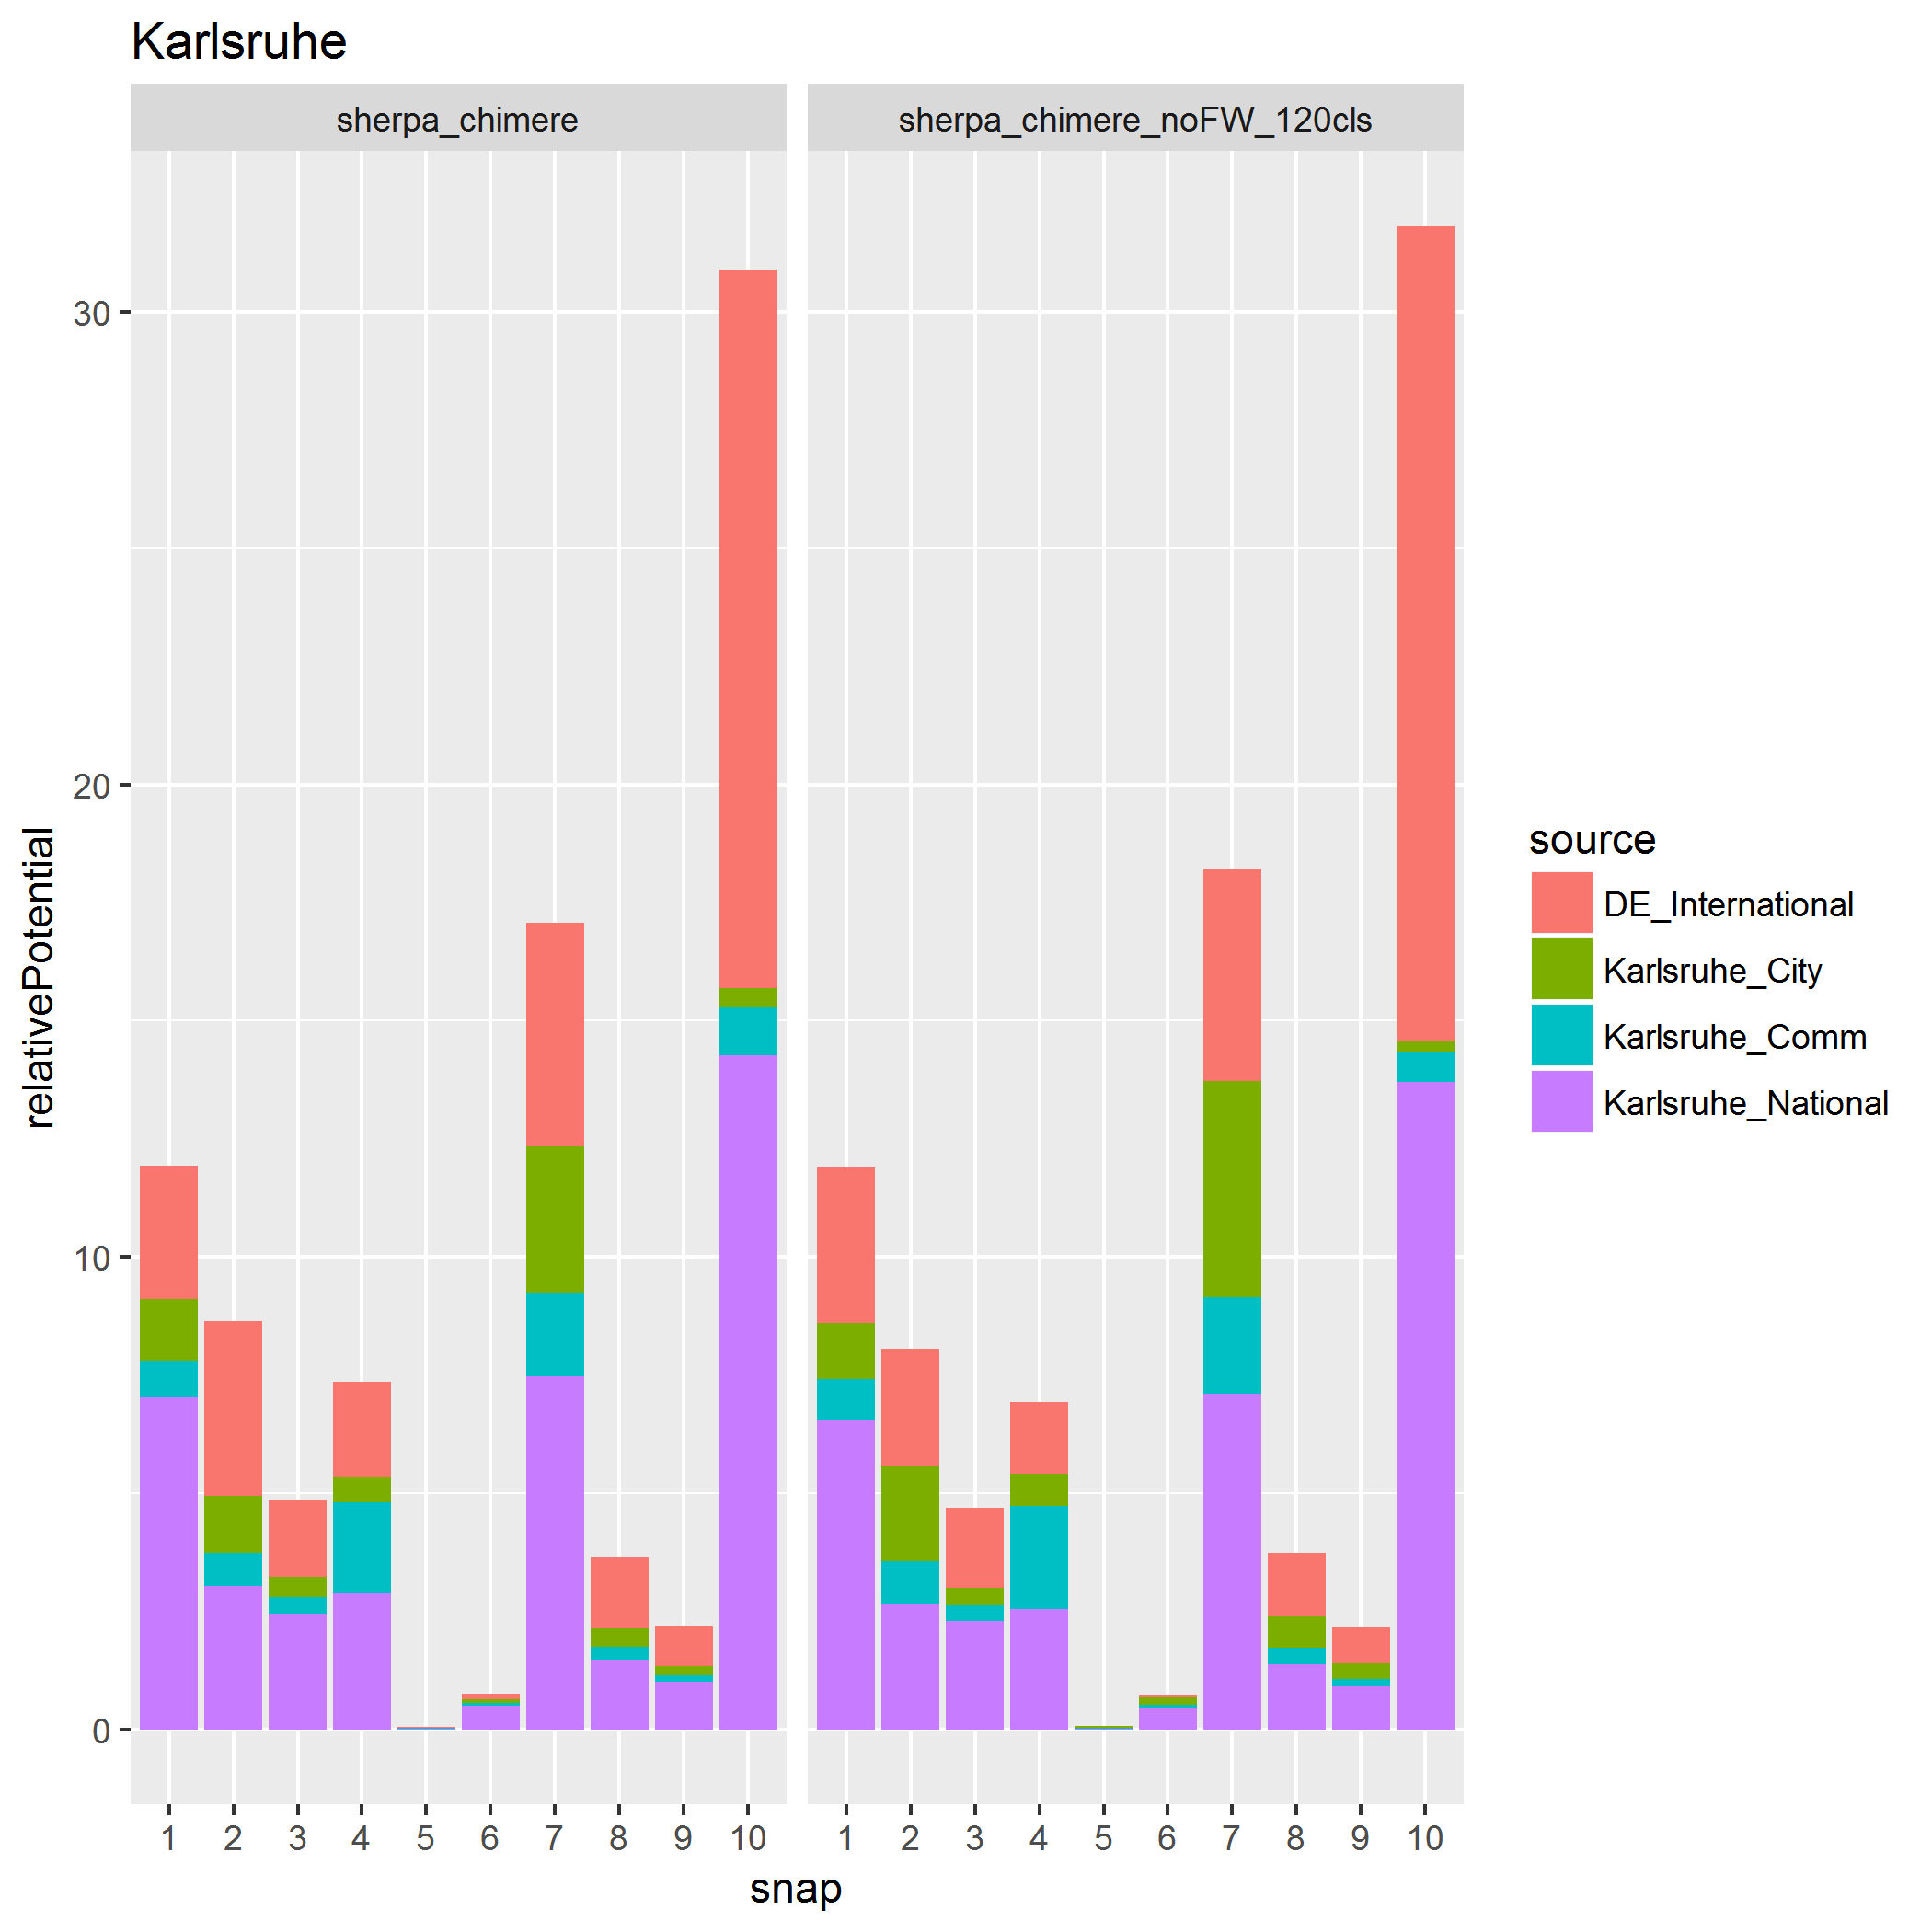 Karlsruhe
sherpa_chimere
sherpa_chimere_noFW_120cls
30
20
10
0
relativePotential
1 2 3 4 5 6 7 8 9 10
1 2 3 4 5 6 7 8 9 10
snap
source
DE_International
Karlsruhe_City
Karlsruhe_Comm
Karlsruhe_National